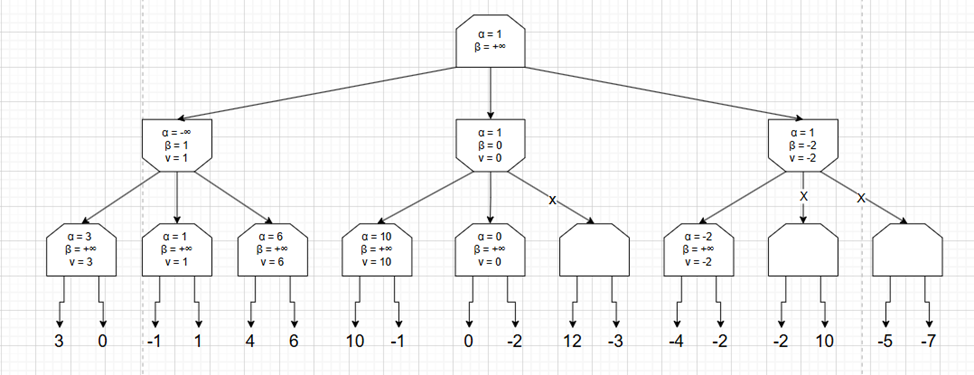 α = 1
β = +∞
α = -∞
β = 1
v = 1
α = 1
β = 0
v = 0
α = 1
β = -2
v = -2
x
X
X
α = 3
β = +∞
v = 3
α = 1
β = +∞
v = 1
α = 6
β = +∞
v = 6
α = 10
β = +∞
v = 10
α = 0
β = +∞
v = 0
α = -2
β = +∞
v = -2
3 0 -1 1 4 6 10 -1 0 -2 12 -3 -4 -2 -2 10 -5 -7